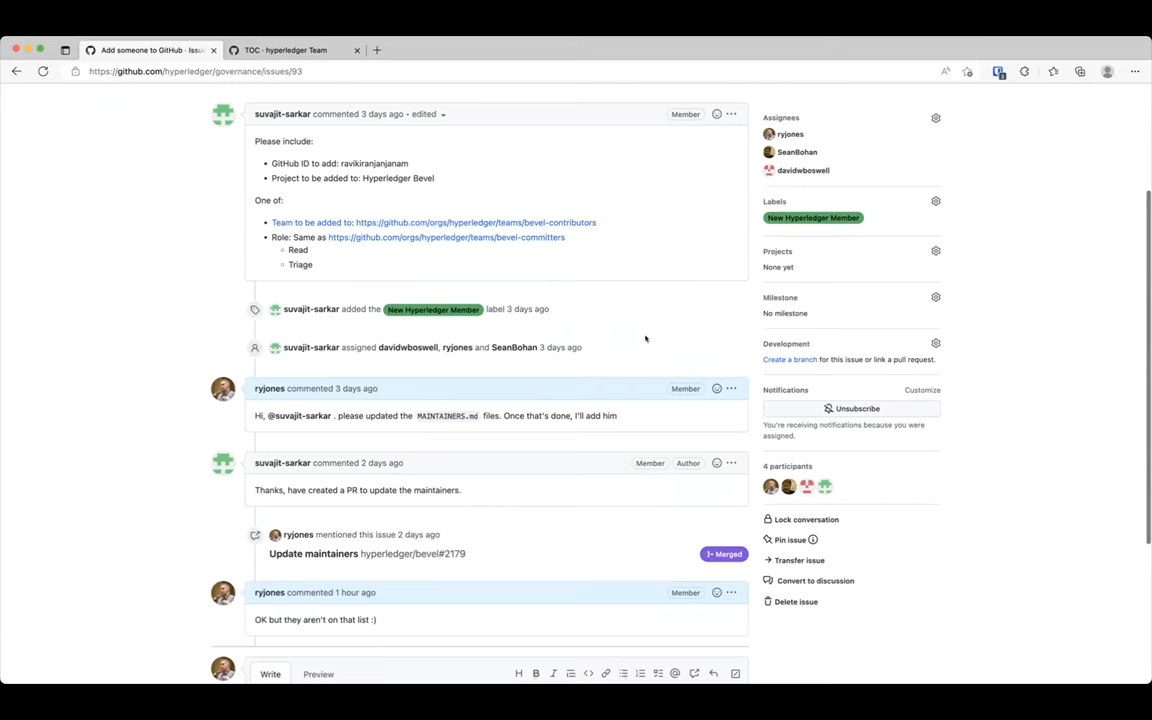 Add someone to GitHub · Issu
TOC · hyperledger Team
https://github.com/hyperledger/governance/issues/93
suvajit-sarkar commented 3 days ago • edited
Member
Please include:
• GitHub ID to add: ravikiranjanjanam
• Project to be added to: Hyperledger Bevel
One of:
• Team to be added to: https://github.com/orgs/hyperledger/teams/bevel-contributors
• Role: Same as https://github.com/orgs/hyperledger/teams/bevel-committers
Read
Triage
suvajit-sarkar added the New Hyperledger Member label 3 days ago
suvajit-sarkar assigned davidwboswell, ryjones and SeanBohan 3 days ago
ryjones commented 3 days ago
Member
Hi, @suvajit-sarkar . please updated the MAINTAINERS.md files. Once that's done, I'll add him
suvajit-sarkar commented 2 days ago
Member
Author
Thanks, have created a PR to update the maintainers.
ryjones mentioned this issue 2 days ago
Update maintainers hyperledger/bevel#2179
Merged
ryjones commented 1 hour ago
Member
OK but they aren't on that list :)
Write
Preview
Assignees
ryjones
SeanBohan
davidwboswell
Labels
New Hyperledger Member
Projects
None yet
Milestone
No milestone
Development
Create a branch for this issue or link a pull request.
Notifications
Customize
Unsubscribe
You're receiving notifications because you were
assigned.
4 participants
Lock conversation
Pin issue
Transfer issue
Convert to discussion
Delete issue